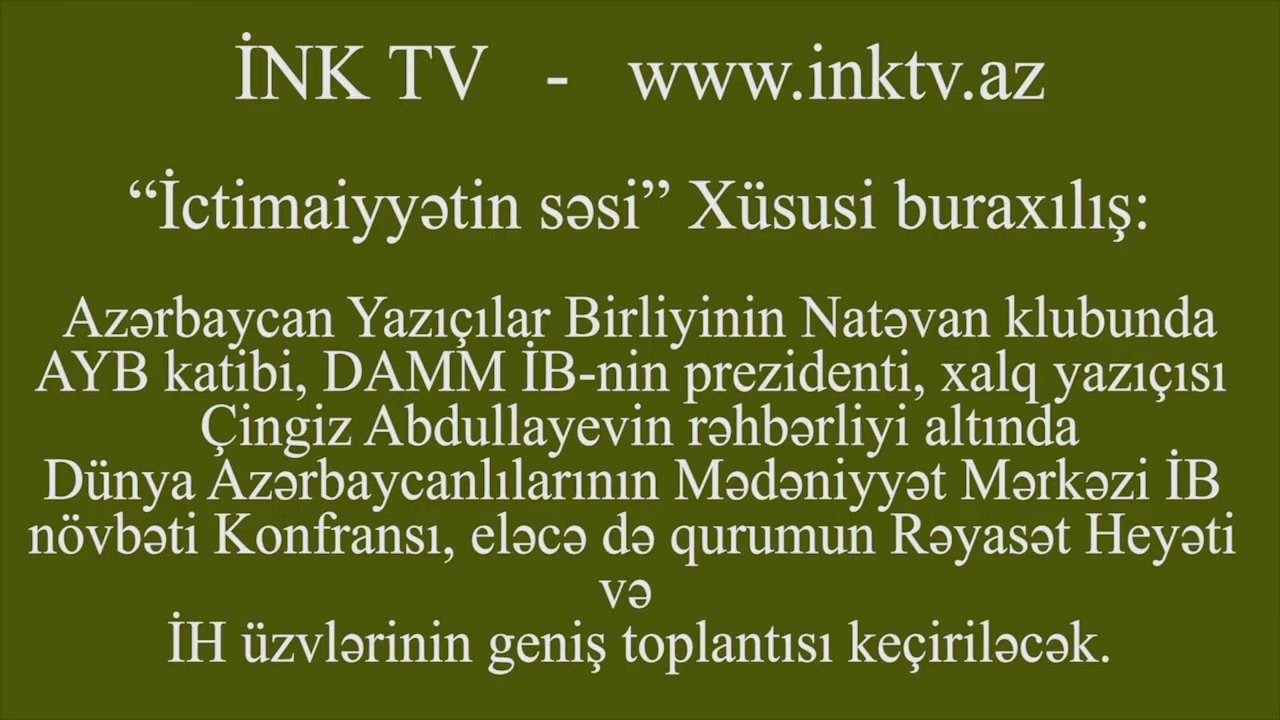 İNK TV - www.inktv.az
“İctimaiyyətin səsi” Xüsusi buraxılış:
Azərbaycan Yazıçılar Birliyinin Natəvan klubunda
AYB katibi, DAMM İB-nin prezidenti, xalq yazıçısı
Çingiz Abdullayevin rəhbərliyi altında
Dünya Azərbaycanlılarının Mədəniyyət Mərkəzi İB
növbəti Konfransı, eləcə də qurumun Rəyasət Heyəti
və
İH üzvlərinin geniş toplantısı keçiriləcək.